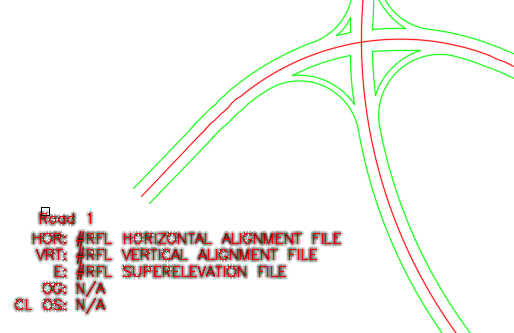 Road 1
HOR: #RFL HORIZONTAL ALIGNMENT FILE
VRT: #RFL VERTICAL ALIGNMENT FILE
E: #RFL SUPERELEVATION FILE
OG: N/A
CL OS: N/A